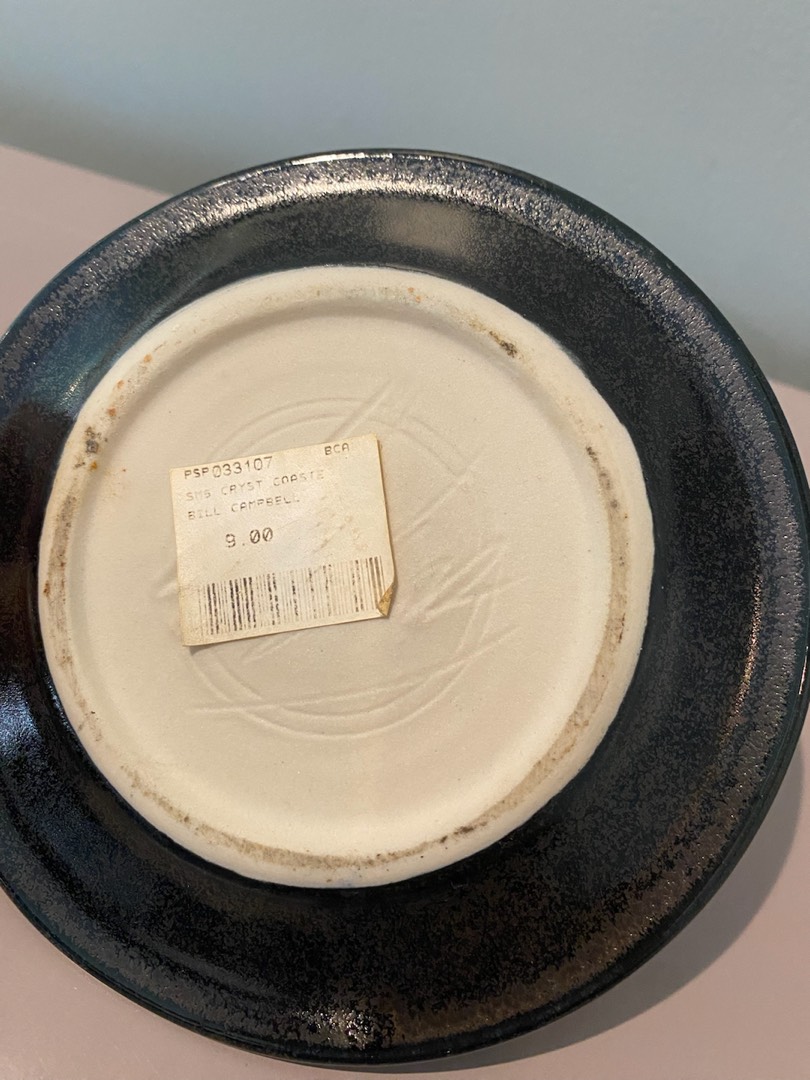 PSP033107 BCA
SMB CRYST COASTE
BILL CAMPBELL
9.00